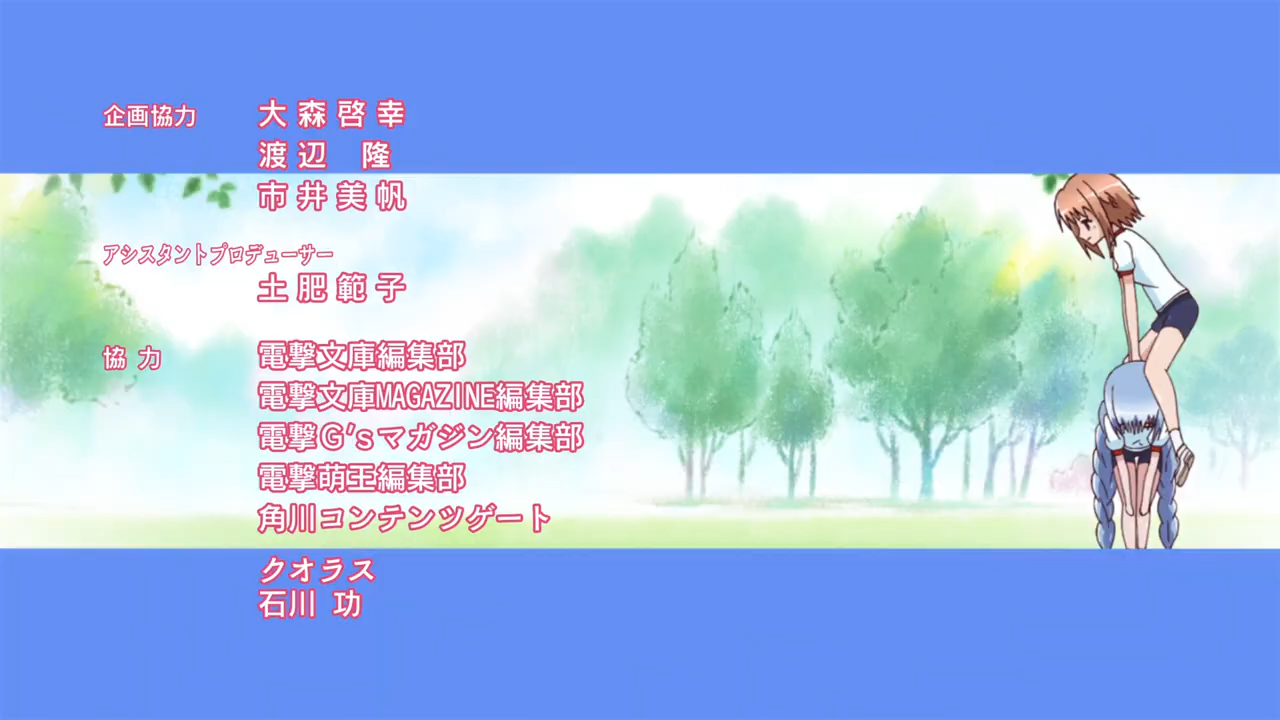 企画協力 大森啓幸
渡辺 隆
市井美帆
アシスタントプロデューサー
土肥範子
協力 電撃文庫編集部
電撃文庫MAGAZINE編集部
電撃G'sマガジン編集部
電撃萌王編集部
角川コンテンツゲート
クオラス
石川 功